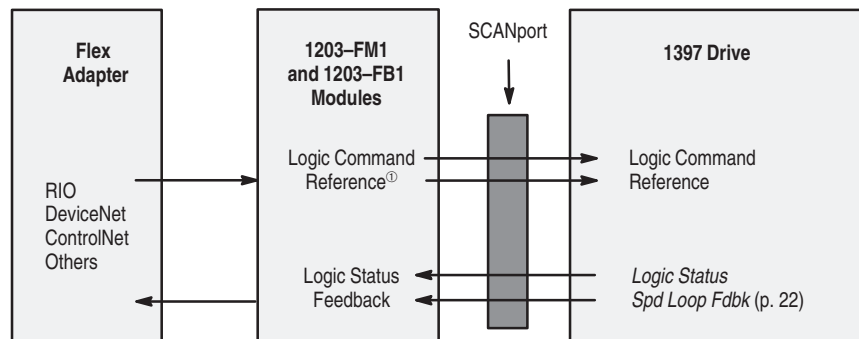 Flex
Adapter
RIO
DeviceNet
ControlNet
Others
1203–FM1
and 1203–FB1
Modules
Logic Command
Reference①
Logic Status
Feedback
SCANport
1397 Drive
Logic Command
Reference
Logic Status
Spd Loop Fdbk (p. 22)